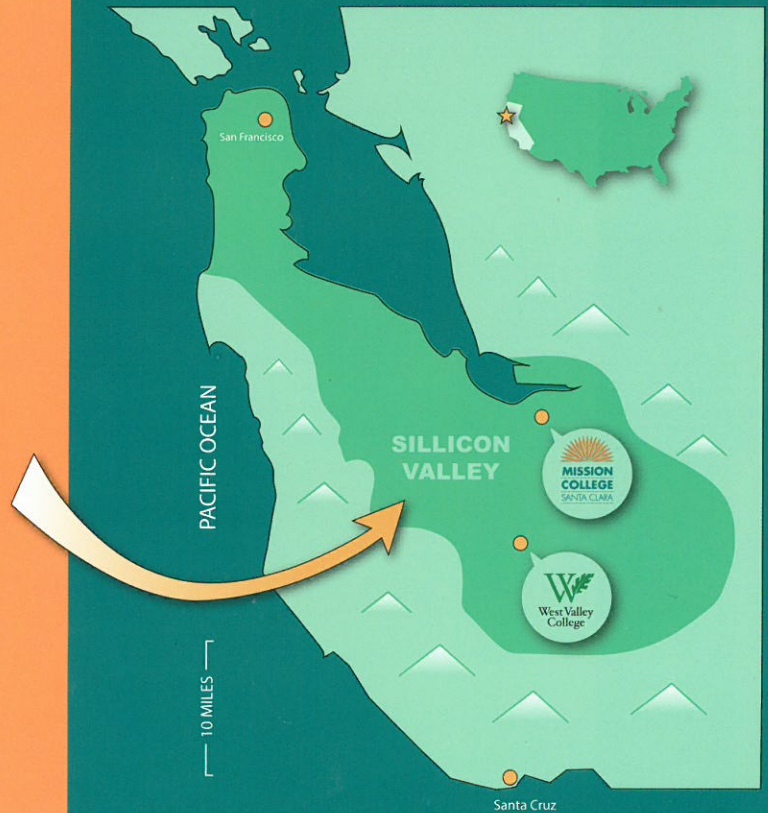 San Francisco
PACIFIC OCEAN
SILLICON
VALLEY
MISSION
COLLEGE
SANTA CLARA
W
West Valley
College
10 MILES
Santa Cruz